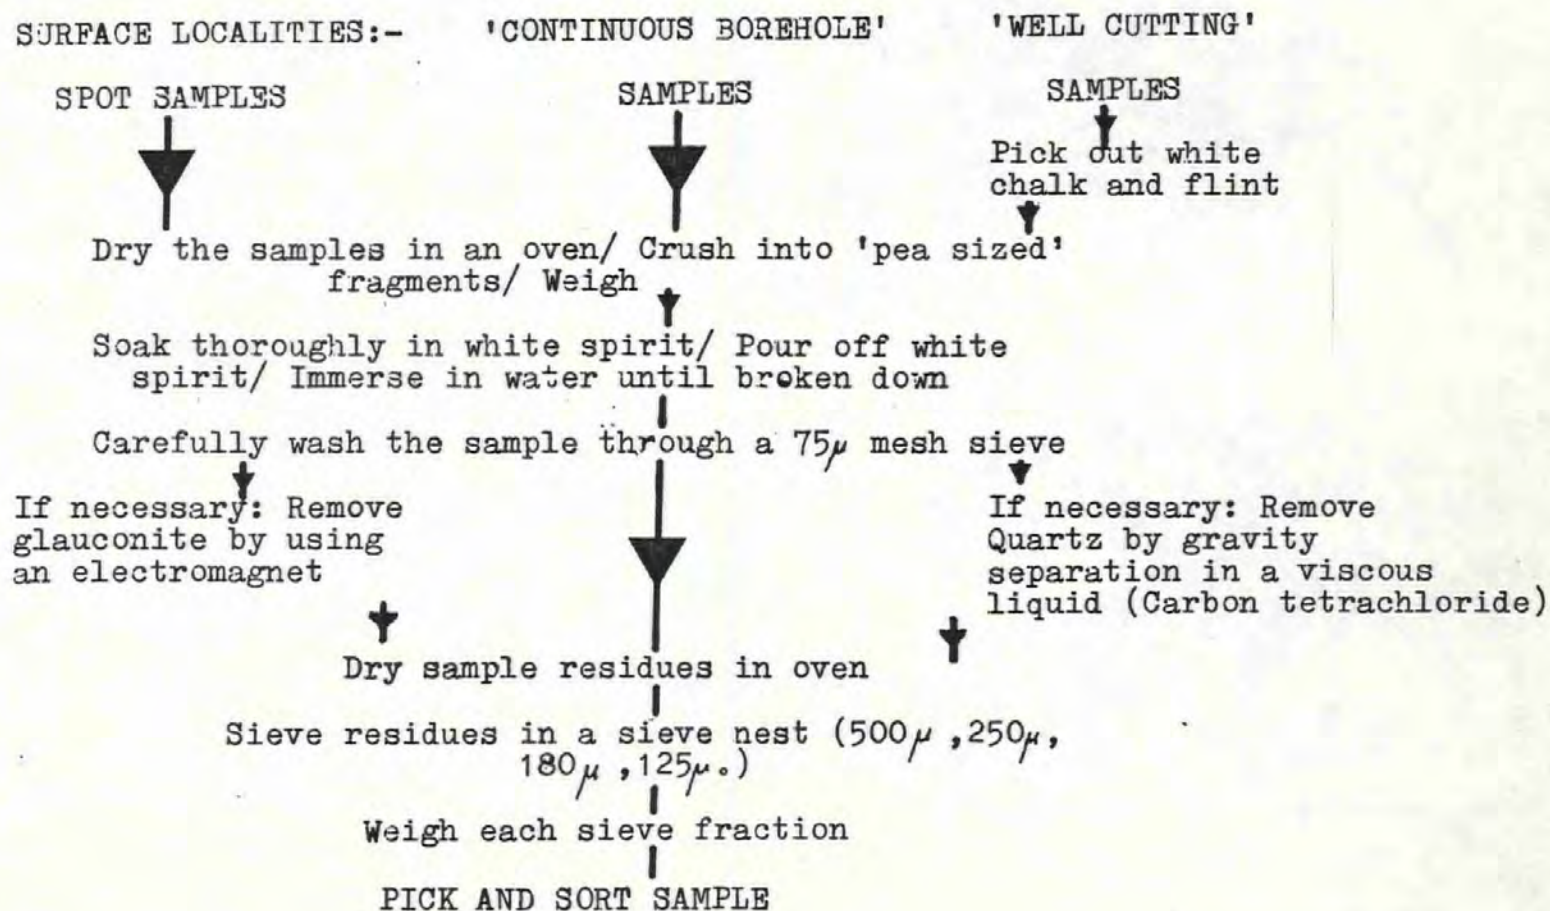 SURFACE LOCALITIES:- 'CONTINUOUS BOREHOLE' 'WELL CUTTING'
SPOT SAMPLES SAMPLES SAMPLES
Pick out white
chalk and flint
Dry the samples in an oven/ Crush into 'pea sized'
fragments/ Weigh
Soak thoroughly in white spirit/ Pour off white
spirit/ Immerse in water until broken down
Carefully wash the sample through a 75μ mesh sieve
If necessary: Remove
glauconite by using
an electromagnet
If necessary: Remove
Quartz by gravity
separation in a viscous
liquid (Carbon tetrachloride)
Dry sample residues in oven
Sieve residues in a sieve nest (500μ ,250μ,
180μ ,125μ.)
Weigh each sieve fraction
PICK AND SORT SAMPLE